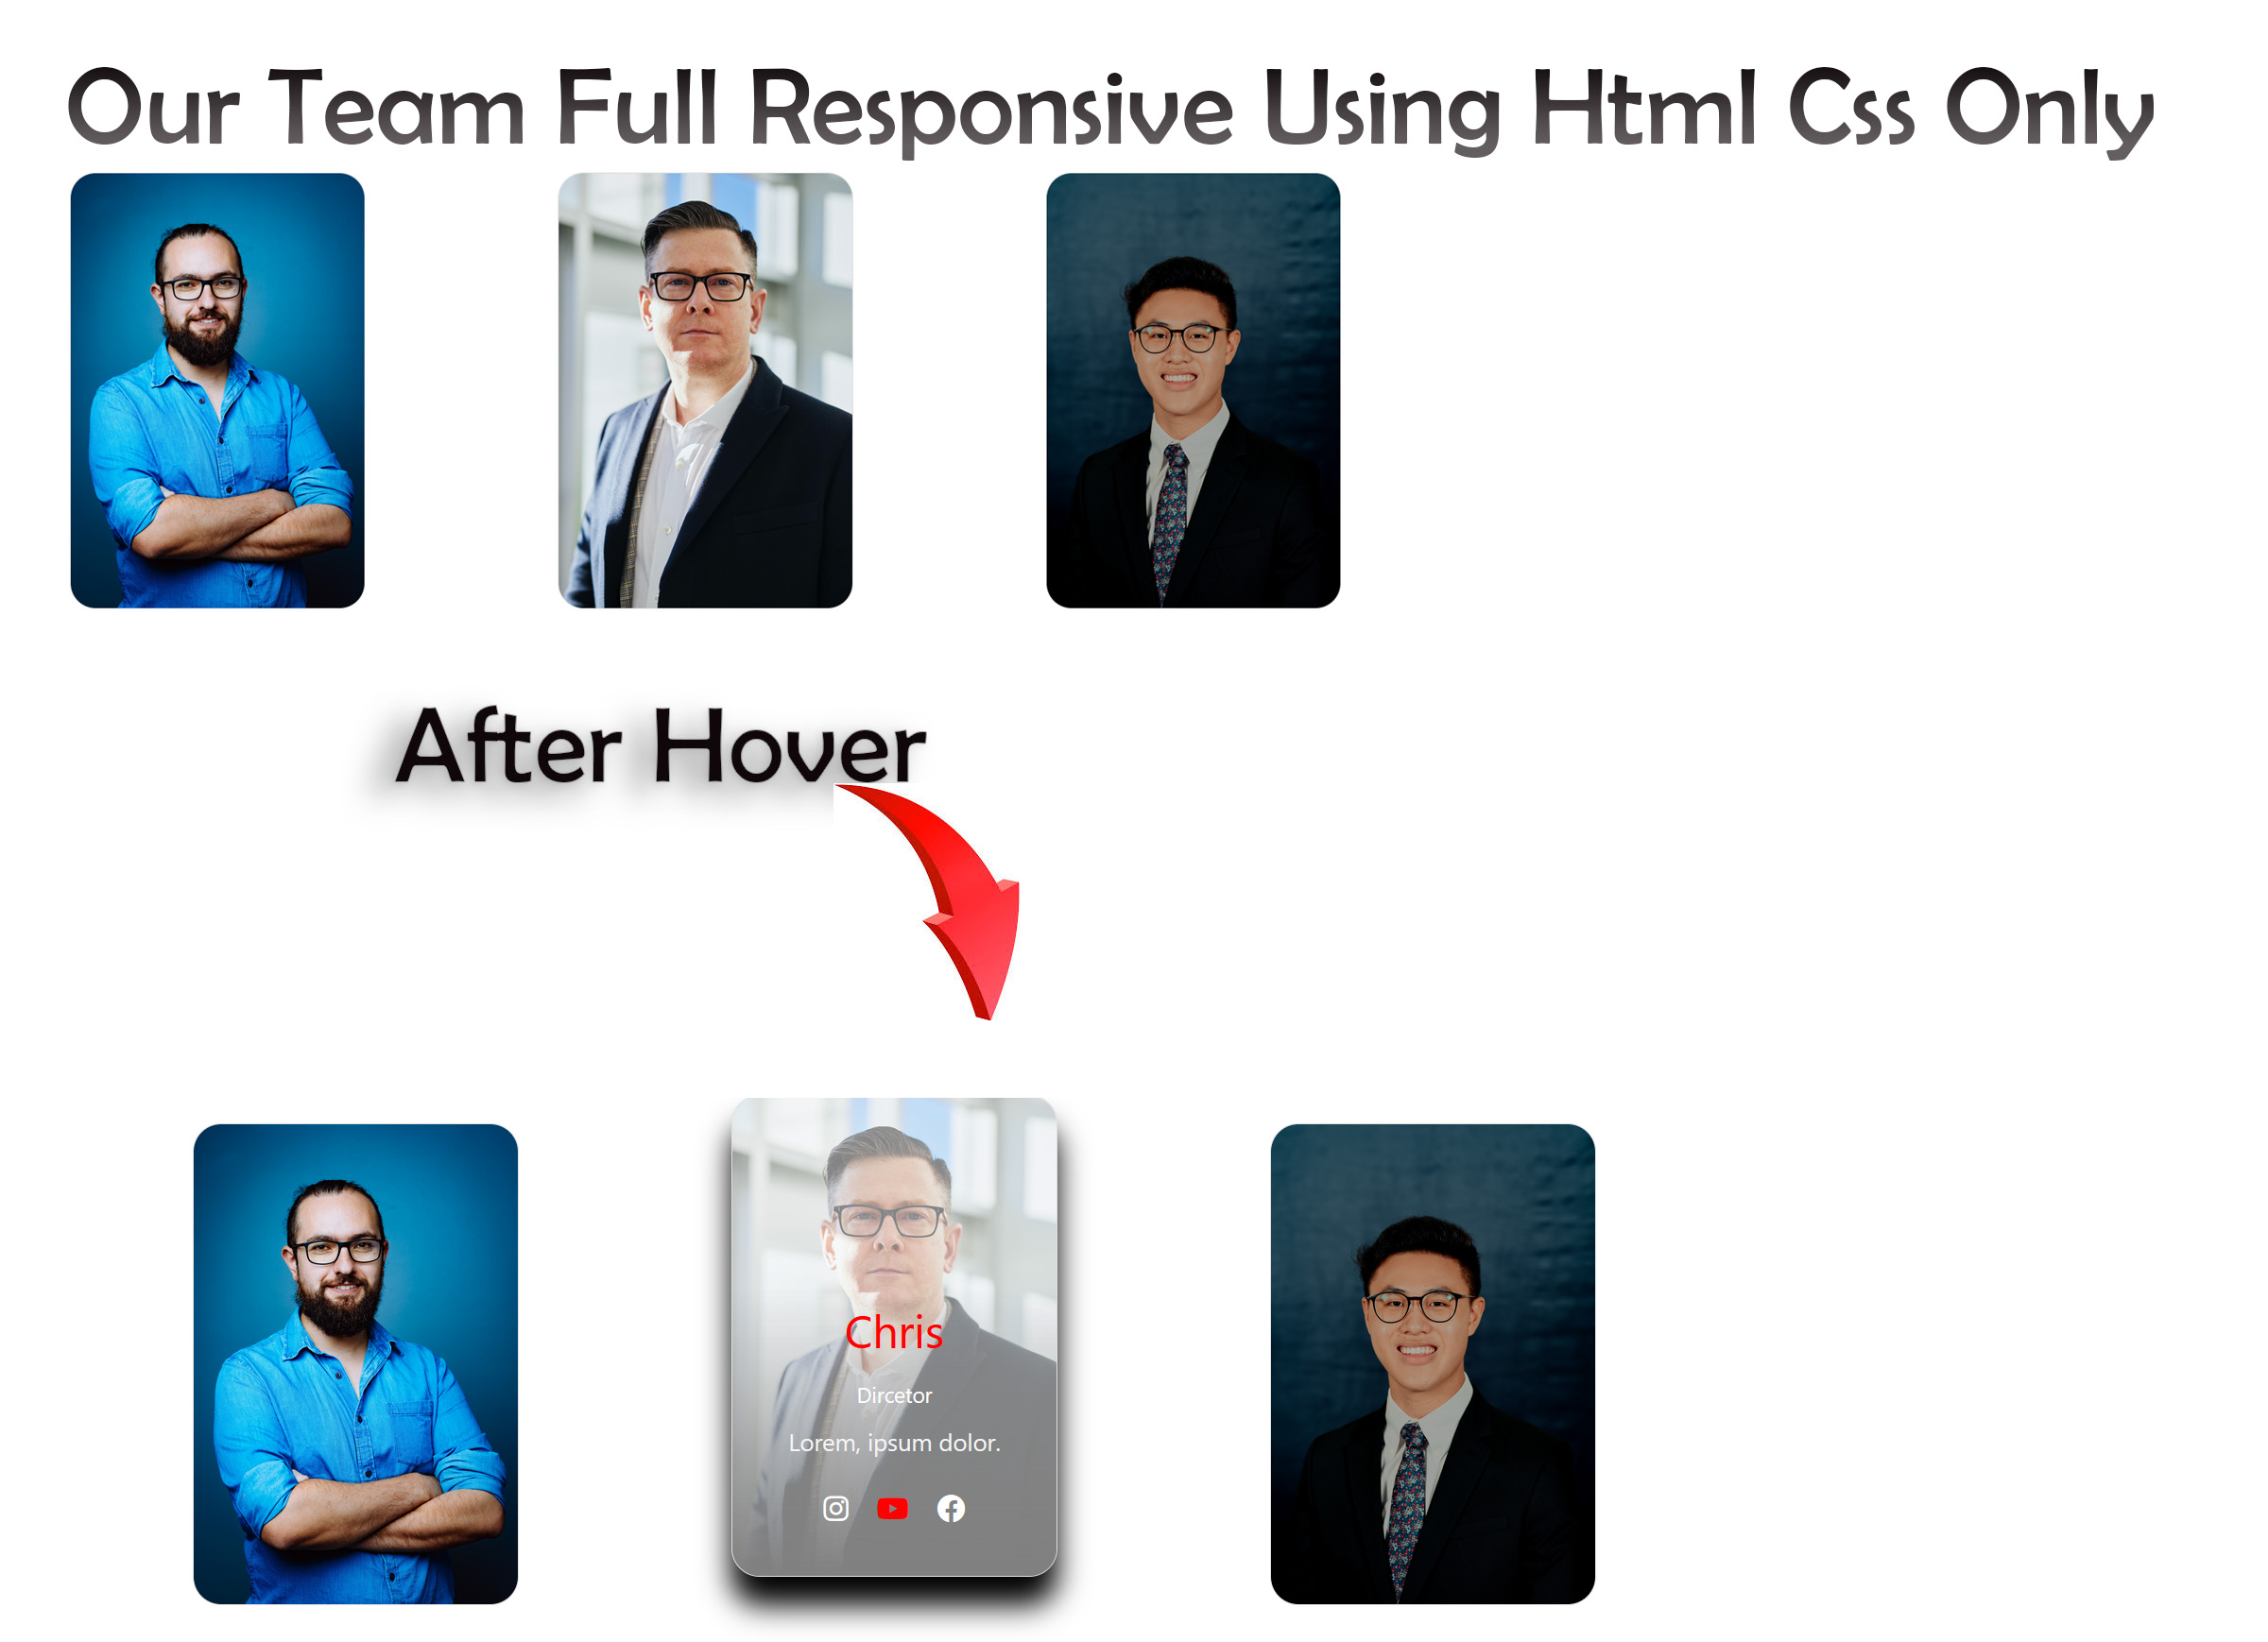 Our Team Full Responsive Using Html Css Only
After Hover
Chris
Dircetor
Lorem, ipsum dolor.